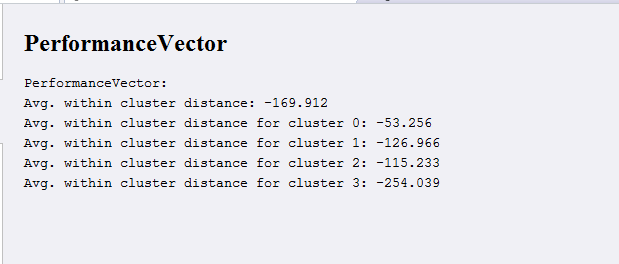 PerformanceVector
PerformanceVector:
Avg. within cluster distance: -169.912
Avg. within cluster distance for cluster 0: -53.256
Avg. within cluster distance for cluster 1: -126.966
Avg. within cluster distance for cluster 2: -115.233
Avg. within cluster distance for cluster 3: -254.039